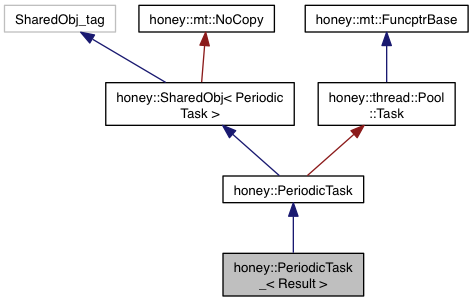 SharedObj_tag
honey::mt::NoCopy
honey::mt::FuncptrBase
honey::SharedObj< Periodic
Task >
honey::thread::Pool
::Task
honey::PeriodicTask
honey::PeriodicTask
_< Result >